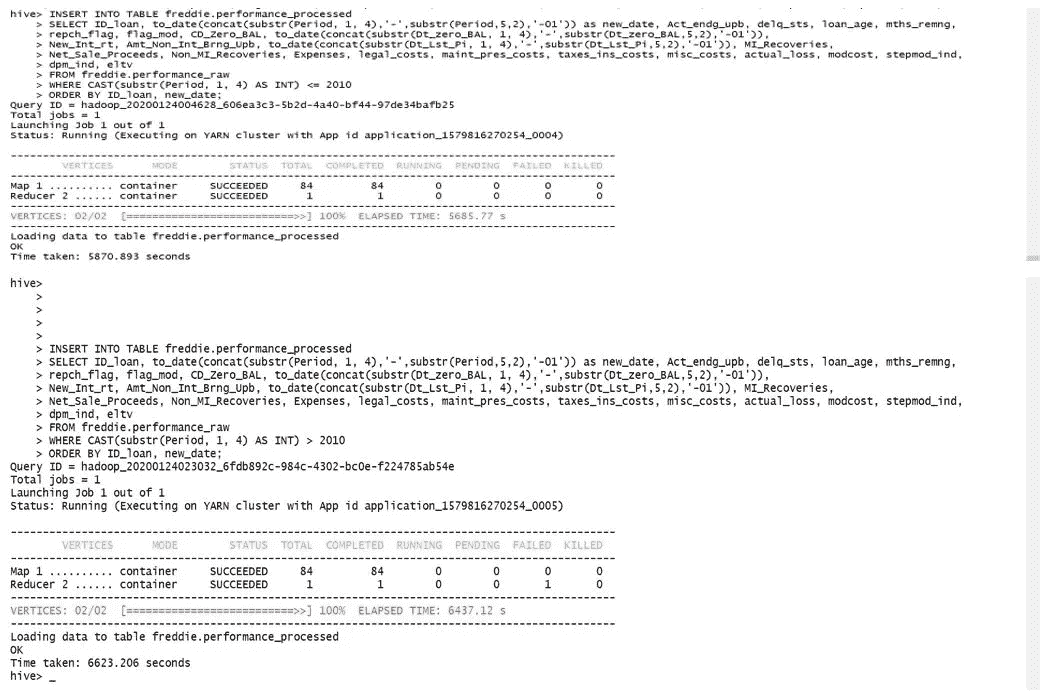 hive> INSERT INTO TABLE freddie.performance_processed
    > SELECT ID_loan, to_date(concat(substr(Period, 1, 4),'-',substr(Period,5,2),'-01')) as new_date, Act_endg_upb, delq_sts, loan_age, mths_remng,
    > repch_flag, flag_mod, CD_Zero_BAL, to_date(concat(substr(Dt_zero_BAL, 1, 4),'-',substr(Dt_zero_BAL,5,2),'-01')),
    > New_Int_rt, Amt_Non_Int_Brng_Upb, to_date(concat(substr(Dt_Lst_Pi, 1, 4),'-',substr(Dt_Lst_Pi,5,2),'-01')), MI_Recoveries,
    > Net_Sale_Proceeds, Non_MI_Recoveries, Expenses, legal_costs, maint_pres_costs, taxes_ins_costs, misc_costs, actual_loss, modcost, stepmod_ind,
    > dpm_ind, eltv
    > FROM freddie.performance_raw
    > WHERE CAST(substr(Period, 1, 4) AS INT) <= 2010
    > ORDER BY ID_loan, new_date;
Query ID = hadoop_20200124004628_606ea3c3-5b2d-4a40-bf44-97de34bafb25
Total jobs = 1
Launching Job 1 out of 1
Status: Running (Executing on YARN cluster with App id application_1579816270254_0004)
----------------------------------------------------------------------------------------------
VERTICES MODE STATUS TOTAL COMPLETED RUNNING PENDING FAILED KILLED
----------------------------------------------------------------------------------------------
Map 1 .......... container SUCCEEDED 84 84 0 0 0 0
Reducer 2 ...... container SUCCEEDED 1 1 0 0 0 0
----------------------------------------------------------------------------------------------
VERTICES: 02/02 [==========================>>] 100% ELAPSED TIME: 5685.77 s
----------------------------------------------------------------------------------------------
Loading data to table freddie.performance_processed
OK
Time taken: 5870.893 seconds
hive>
    >
    >
    >
    >
    > INSERT INTO TABLE freddie.performance_processed
    > SELECT ID_loan, to_date(concat(substr(Period, 1, 4),'-',substr(Period,5,2),'-01')) as new_date, Act_endg_upb, delq_sts, loan_age, mths_remng,
    > repch_flag, flag_mod, CD_Zero_BAL, to_date(concat(substr(Dt_zero_BAL, 1, 4),'-',substr(Dt_zero_BAL,5,2),'-01')),
    > New_Int_rt, Amt_Non_Int_Brng_Upb, to_date(concat(substr(Dt_Lst_Pi, 1, 4),'-',substr(Dt_Lst_Pi,5,2),'-01')), MI_Recoveries,
    > Net_Sale_Proceeds, Non_MI_Recoveries, Expenses, legal_costs, maint_pres_costs, taxes_ins_costs, misc_costs, actual_loss, modcost, stepmod_ind,
    > dpm_ind, eltv
    > FROM freddie.performance_raw
    > WHERE CAST(substr(Period, 1, 4) AS INT) > 2010
    > ORDER BY ID_loan, new_date;
Query ID = hadoop_20200124023032_6fdb892c-984c-4302-bc0e-f224785ab54e
Total jobs = 1
Launching Job 1 out of 1
Status: Running (Executing on YARN cluster with App id application_1579816270254_0005)
----------------------------------------------------------------------------------------------
VERTICES MODE STATUS TOTAL COMPLETED RUNNING PENDING FAILED KILLED
----------------------------------------------------------------------------------------------
Map 1 .......... container SUCCEEDED 84 84 0 0 0 0
Reducer 2 ...... container SUCCEEDED 1 1 0 0 1 0
----------------------------------------------------------------------------------------------
VERTICES: 02/02 [==========================>>] 100% ELAPSED TIME: 6437.12 s
----------------------------------------------------------------------------------------------
Loading data to table freddie.performance_processed
OK
Time taken: 6623.206 seconds
hive> _